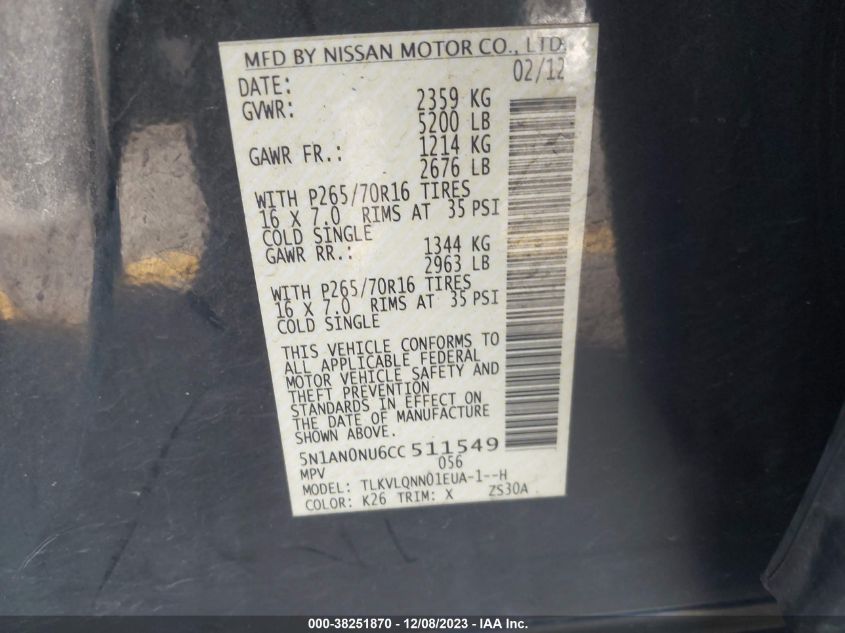 MFD BY NISSAN MOTOR CO., LTD.
DATE: 02/12
GVWR: 2359 KG
5200 LB
GAWR FR.: 1214 KG
2676 LB
WITH P265/70R16 TIRES
16 X 7.0 RIMS AT 35 PSI
COLD SINGLE
GAWR RR.: 1344 KG
2963 LB
WITH P265/70R16 TIRES
16 X 7.0 RIMS AT 35 PSI
COLD SINGLE
THIS VEHICLE CONFORMS TO
ALL APPLICABLE FEDERAL
MOTOR VEHICLE SAFETY AND
THEFT PREVENTION
STANDARDS IN EFFECT ON
THE DATE OF MANUFACTURE
SHOWN ABOVE.
5N1AN0NU6CC 511549
MPV 056
MODEL: TLKVLQNN01EUA-1--H
COLOR: K26 TRIM: X ZS30A
000-38251870 - 12/08/2023 - IAA Inc.